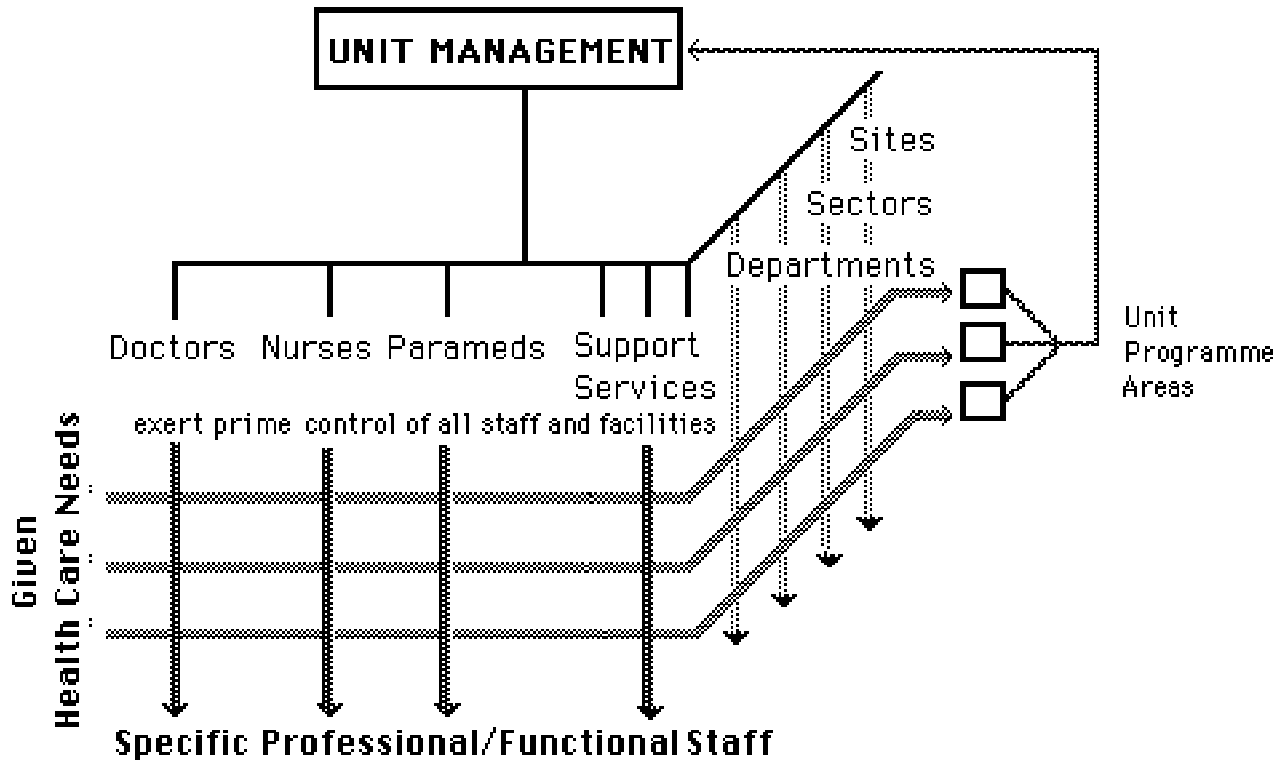 UNIT MANAGEMENT
Sites
Sectors
Departments
Doctors Nurses Parameds Support
Services
Unit
Programme
Areas
exert prime control of all staff and facilities
Given
Health Care Needs
Specific Professional/Functional Staff